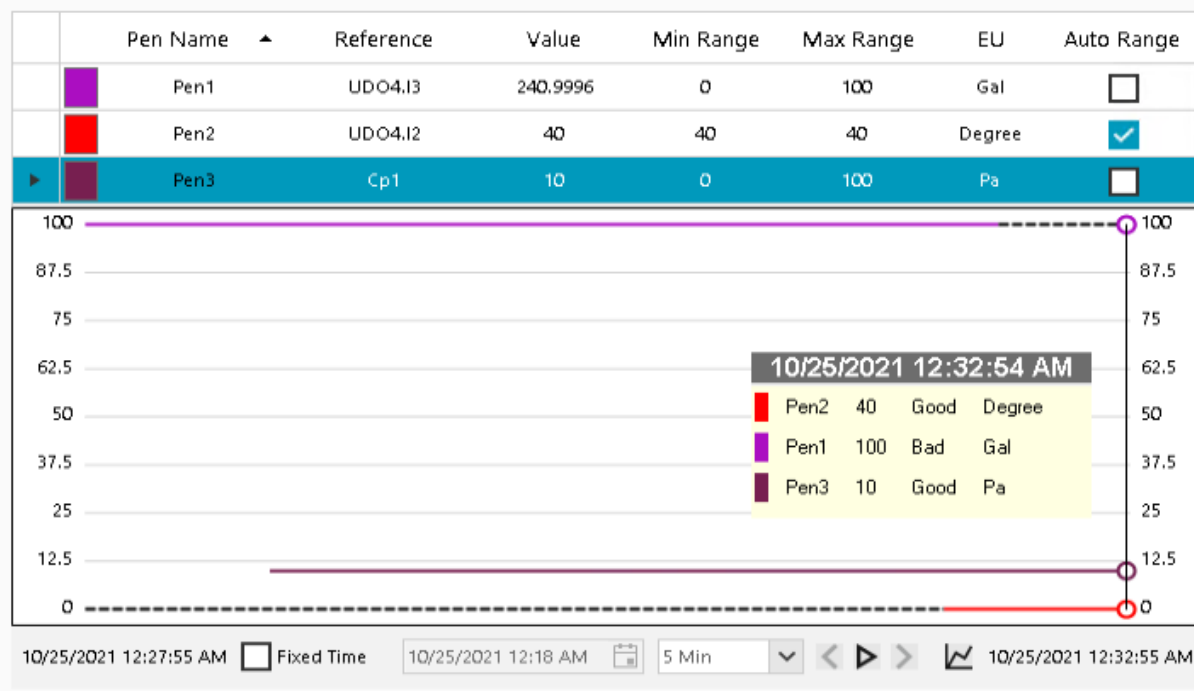 Pen Name Reference Value Min Range Max Range EU Auto Range
Pen1 UDO4.I3 240.9996 0 100 Gal
Pen2 UDO4.I2 40 40 40 Degree
Pen3 Cp1 10 0 100 Pa
100 100
87.5 87.5
75 75
62.5 10/25/2021 12:32:54 AM 62.5
50 Pen2 40 Good Degree 50
37.5 Pen1 100 Bad Gal 37.5
25 Pen3 10 Good Pa 25
12.5 12.5
0 0
10/25/2021 12:27:55 AM Fixed Time 10/25/2021 12:18 AM 5 Min 10/25/2021 12:32:55 AM